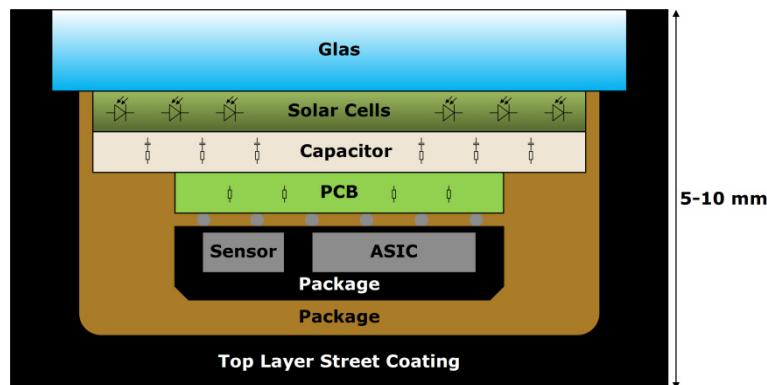 Glas
Solar Cells
Capacitor
PCB
5-10 mm
Sensor
ASIC
Package
Package
Top Layer Street Coating